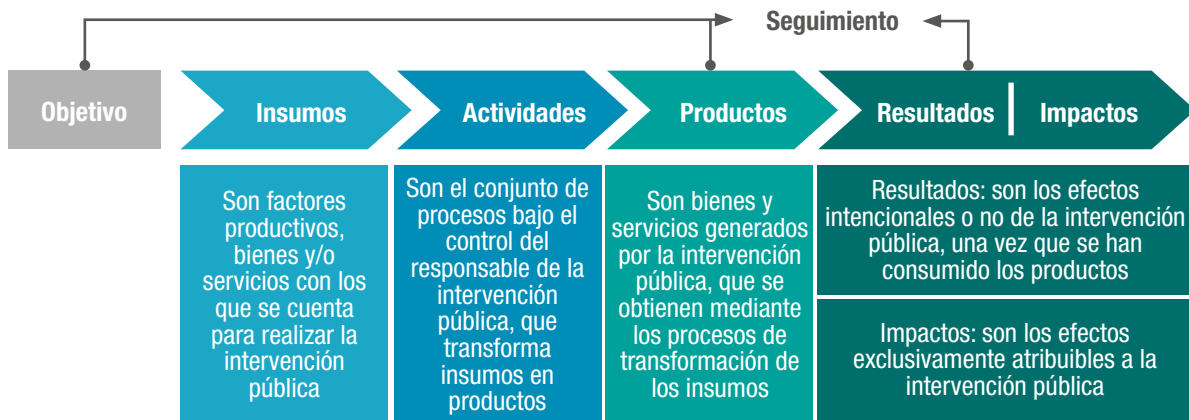 Seguimiento
Objetivo
Insumos
Actividades
Productos
Resultados
Impactos
Son factores
productivos,
bienes y/o
servicios con los
que se cuenta
para realizar la
intervención
pública
Son el conjunto de
procesos bajo el
control del
responsable de la
intervención
pública, que
transforma
insumos en
productos
Son bienes y
servicios generados
por la intervención
pública, que se
obtienen mediante
los procesos de
transformación de
los insumos
Resultados: son los efectos
intencionales o no de la intervención
pública, una vez que se han
consumido los productos
Impactos: son los efectos
exclusivamente atribuibles a la
intervención pública